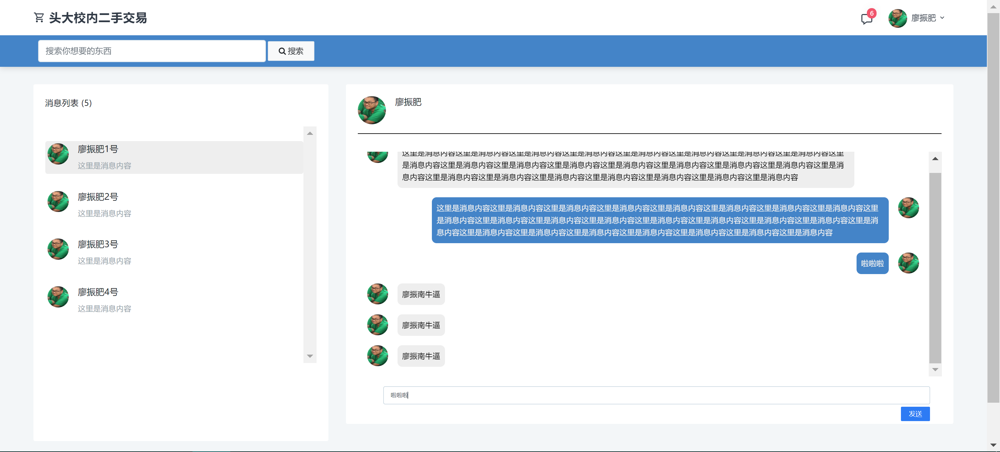 头大校内二手交易
6
廖振肥
搜索你想要的东西
搜索
消息列表 (5)
廖振肥1号
这里是消息内容
廖振肥2号
这里是消息内容
廖振肥3号
这里是消息内容
廖振肥4号
这里是消息内容
廖振肥
这里是消息内容这里是消息内容这里是消息内容这里是消息内容这里是消息内容这里是消息内容这里是消息内容这里是消息内容这里
是消息内容这里是消息内容这里是消息内容这里是消息内容这里是消息内容这里是消息内容这里是消息内容这里是消息内容这里是消
息内容这里是消息内容这里是消息内容这里是消息内容这里是消息内容这里是消息内容这里是消息内容这里是消息内容
这里是消息内容这里是消息内容这里是消息内容这里是消息内容这里是消息内容这里是消息内容这里是消息内容这里是消息内容这里
是消息内容这里是消息内容这里是消息内容这里是消息内容这里是消息内容这里是消息内容这里是消息内容这里是消息内容这里是消
息内容这里是消息内容这里是消息内容这里是消息内容这里是消息内容这里是消息内容这里是消息内容这里是消息内容
啦啦啦
廖振南牛逼
廖振南牛逼
廖振南牛逼
啦啦啦
发送